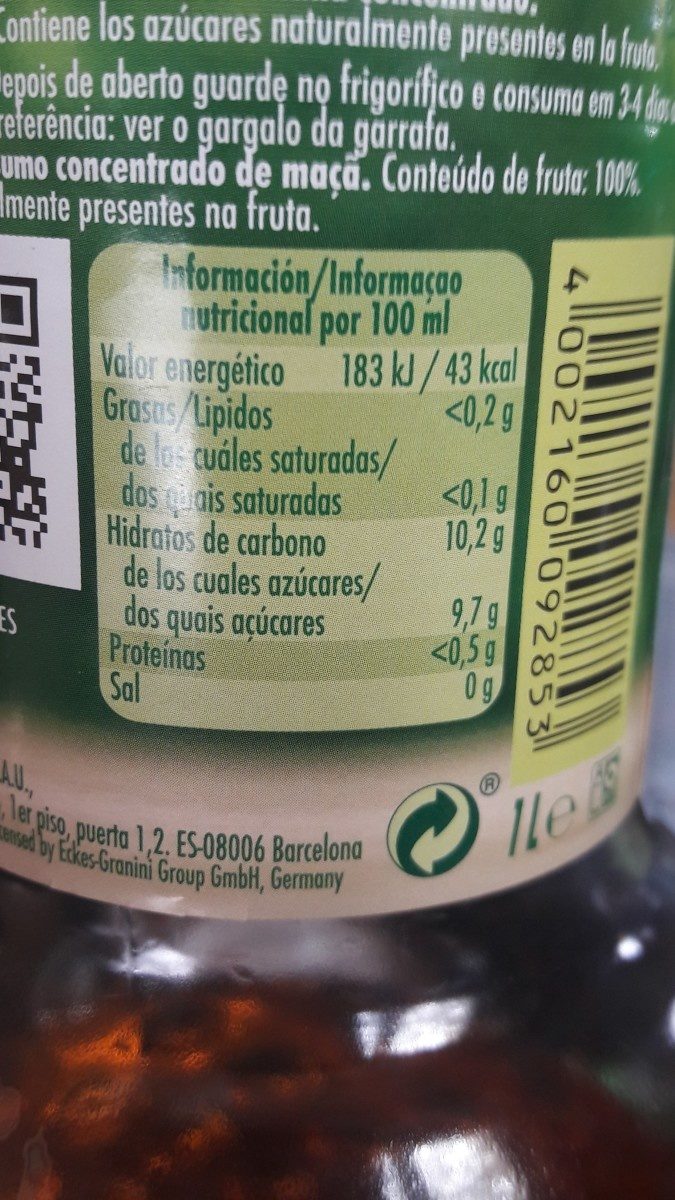 Contiene los azúcares naturalmente presentes en la fruta.
epois de aberto guarde no frigorífico e consuma em 3-4 dias
referência: ver o gargalo da garrafa.
umo concentrado de maçã. Conteúdo de fruta: 100%.
lmente presentes na fruta.
Información/Informaçao
nutricional por 100 ml
Valor energético 183 kJ / 43 kcal
Grasas/Lipidos <0,2 g
de las cuáles saturadas/
dos quais saturadas <0,1 g
Hidratos de carbono 10,2 g
de los cuales azúcares/
dos quais açúcares 9,7 g
Proteínas <0,5 g
Sal 0 g
4 002160 092853
ES
A.U.,
, 1er piso, puerta 1,2. ES-08006 Barcelona
censed by Eckes-Granini Group GmbH, Germany
®
1L e